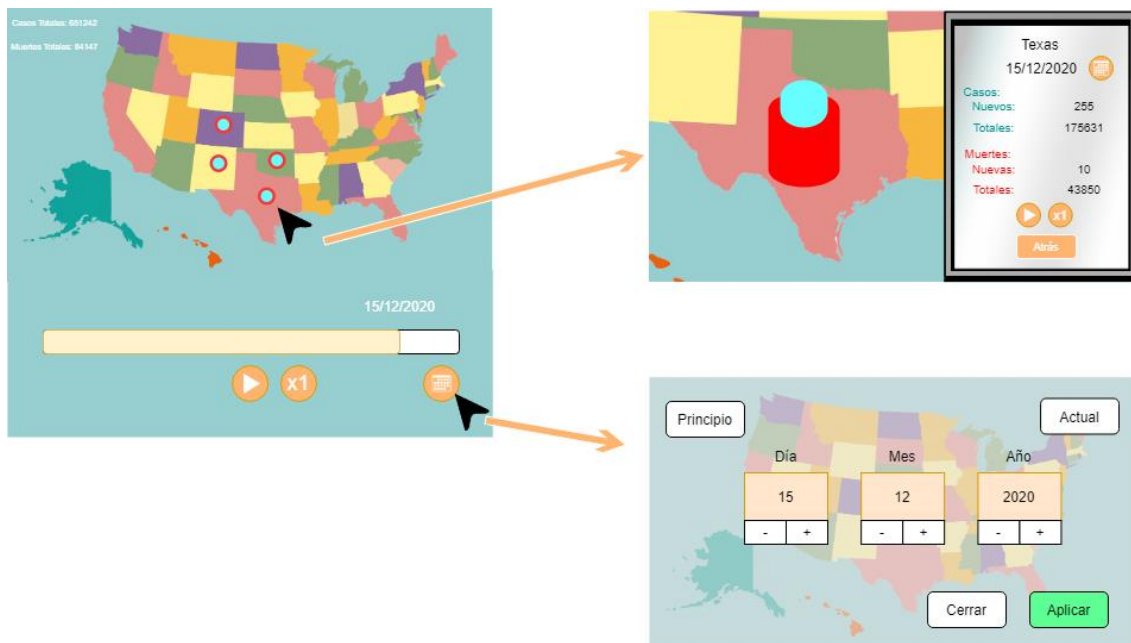 Casos Totales: 651242
Muertes Totales: 94147
15/12/2020
x1
Texas
15/12/2020
Casos:
Nuevos: 255
Totales: 175631
Muertes:
Nuevas: 10
Totales: 43850
x1
Atrás
Principio
Actual
Día Mes Año
15 12 2020
- + - + - +
Cerrar Aplicar